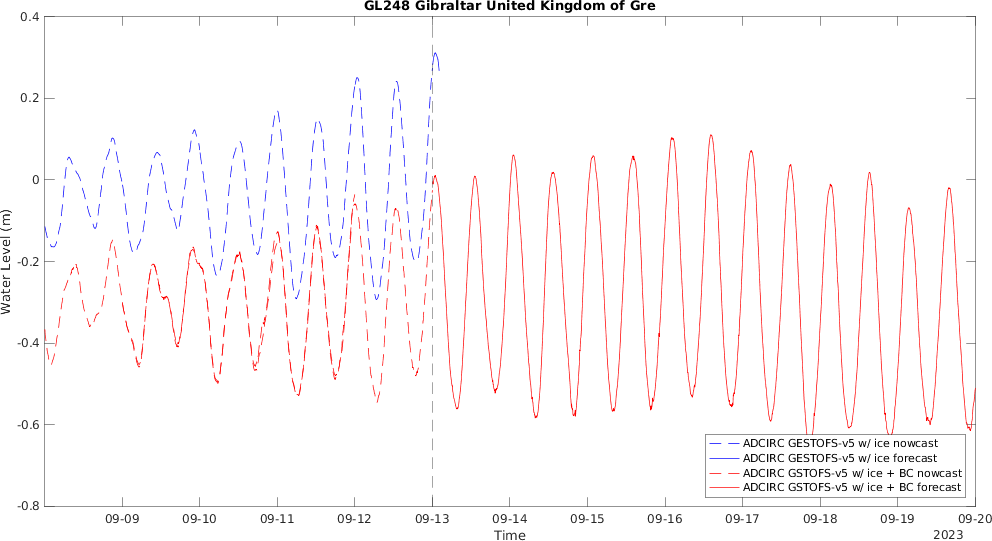 GL248 Gibraltar United Kingdom of Gre
0.4
0.2
0
-0.2
-0.4
-0.6
-0.8
Water Level (m)
ADCIRC GESTOFS-v5 w/ ice nowcast
ADCIRC GESTOFS-v5 w/ ice forecast
ADCIRC GSTOFS-v5 w/ ice + BC nowcast
ADCIRC GSTOFS-v5 w/ ice + BC forecast
09-09 09-10 09-11 09-12 09-13 09-14 09-15 09-16 09-17 09-18 09-19 09-20
Time
2023